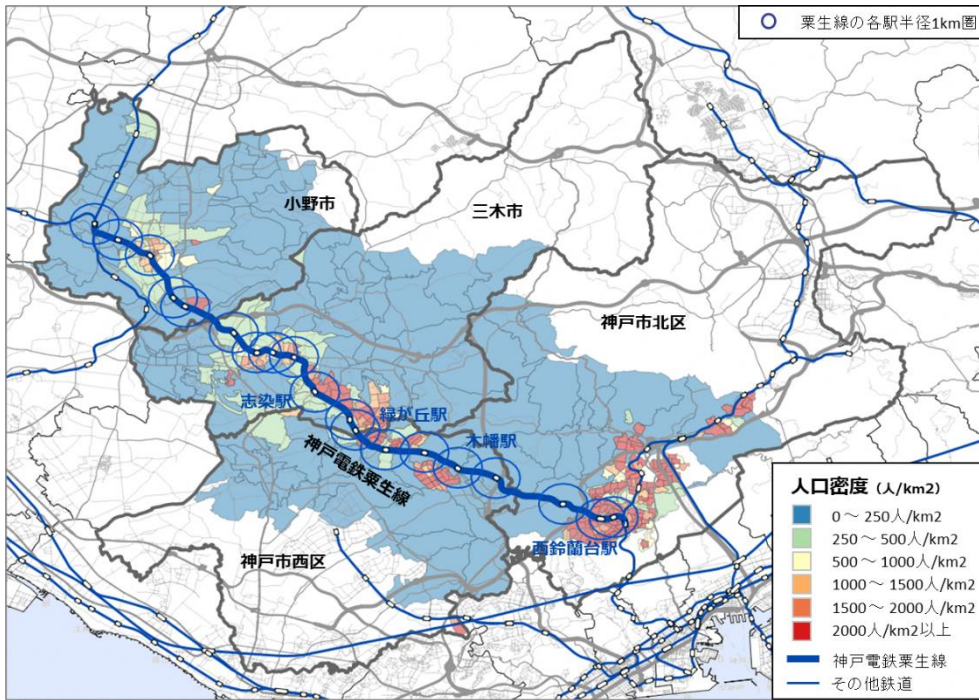 栗生線の各駅半径1km圏
小野市
三木市
神戸市北区
志染駅
緑が丘駅
木幡駅
神戸電鉄粟生線
西鈴蘭台駅
神戸市西区
人口密度 (人/km2)
0～250人/km2
250～500人/km2
500～1000人/km2
1000～1500人/km2
1500～2000人/km2
2000人/km2以上
神戸電鉄粟生線
その他鉄道